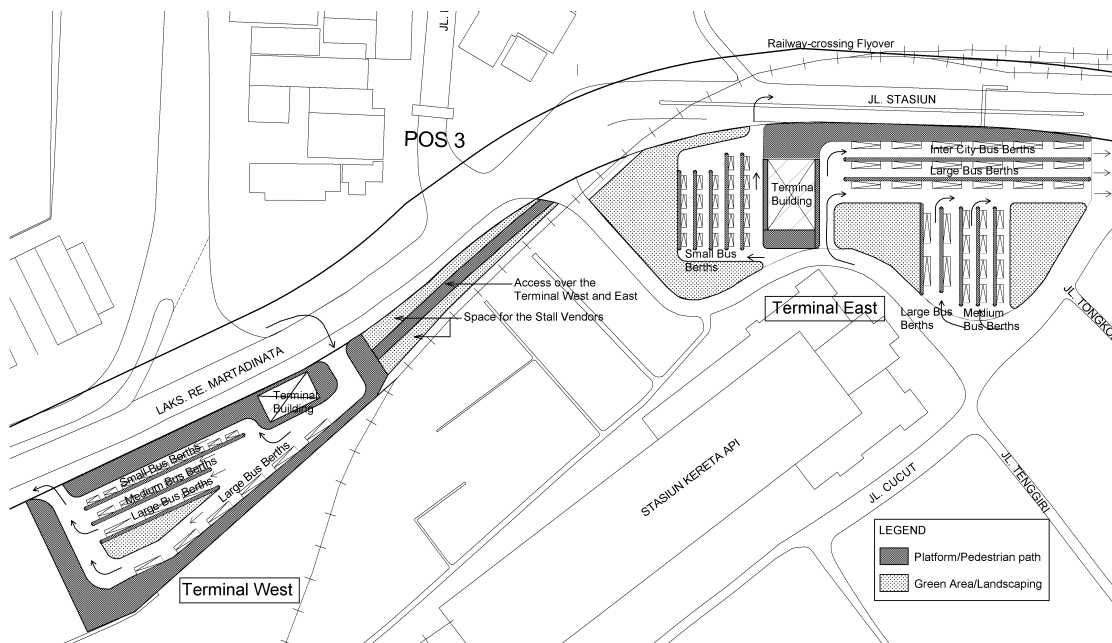 Railway-crossing Flyover
JL. STASIUN
POS 3
Inter City Bus Berths
Large Bus Berths
Terminal
Building
Small Bus
Berths
Access over the
Terminal West and East
Space for the Stall Vendors
Terminal East
Large Bus
Berths
Medium
Bus Berths
LAKS. RE. MARTADINATA
Terminal
Building
Small Bus Berths
Medium Bus Berths
Large Bus Berths
Large Bus Berths
STASIUN KERETA API
JL. CUCUT
JL. TENGGIRI
Terminal West
LEGEND
Platform/Pedestrian path
Green Area/Landscaping